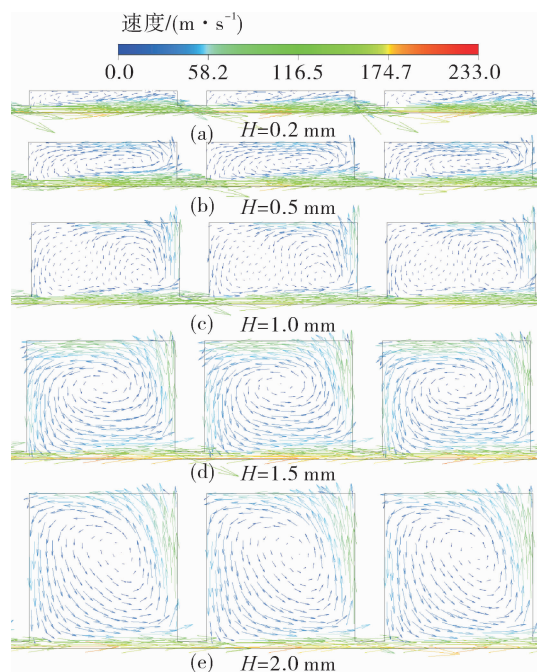 速度/(m·s⁻¹)
0.0 58.2 116.5 174.7 233.0
(a) H=0.2 mm
(b) H=0.5 mm
(c) H=1.0 mm
(d) H=1.5 mm
(e) H=2.0 mm